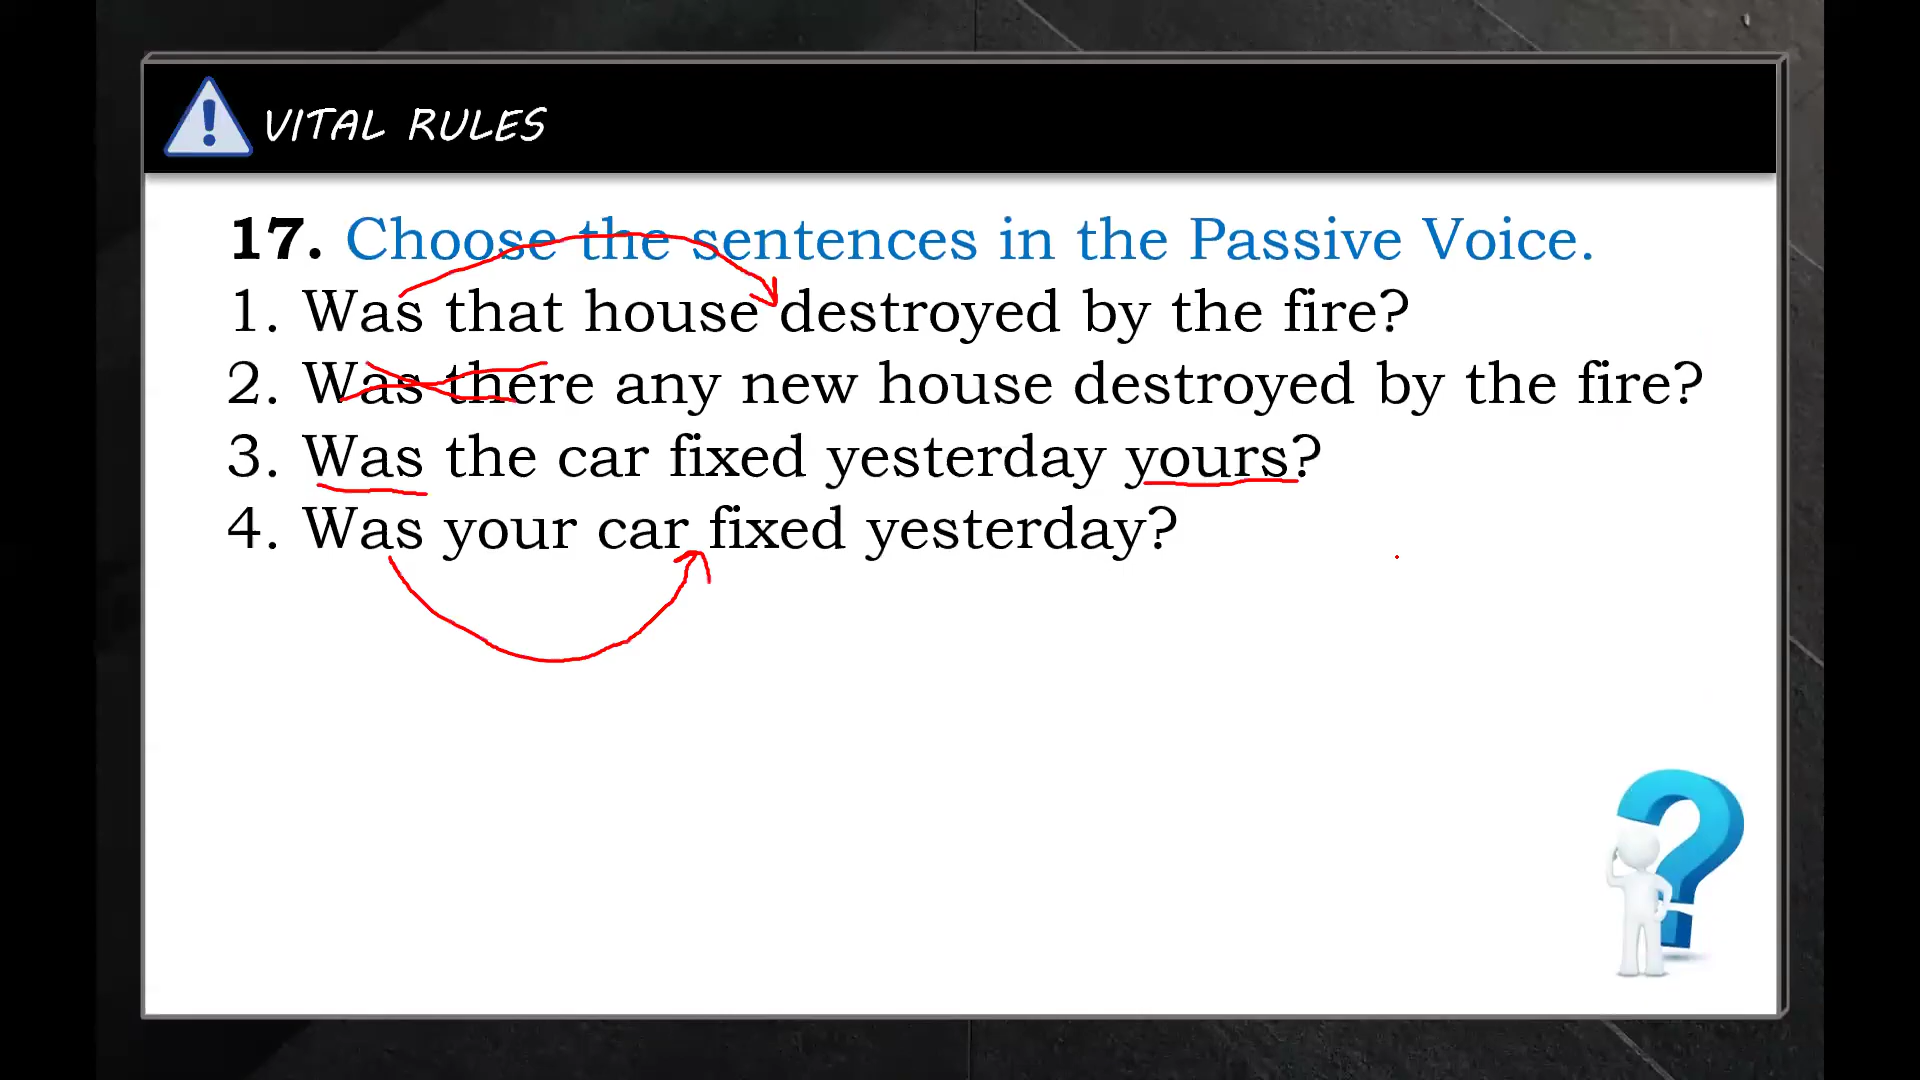 VITAL RULES
17. Choose the sentences in the Passive Voice.
1. Was that house destroyed by the fire?
2. Was there any new house destroyed by the fire?
3. Was the car fixed yesterday yours?
4. Was your car fixed yesterday?